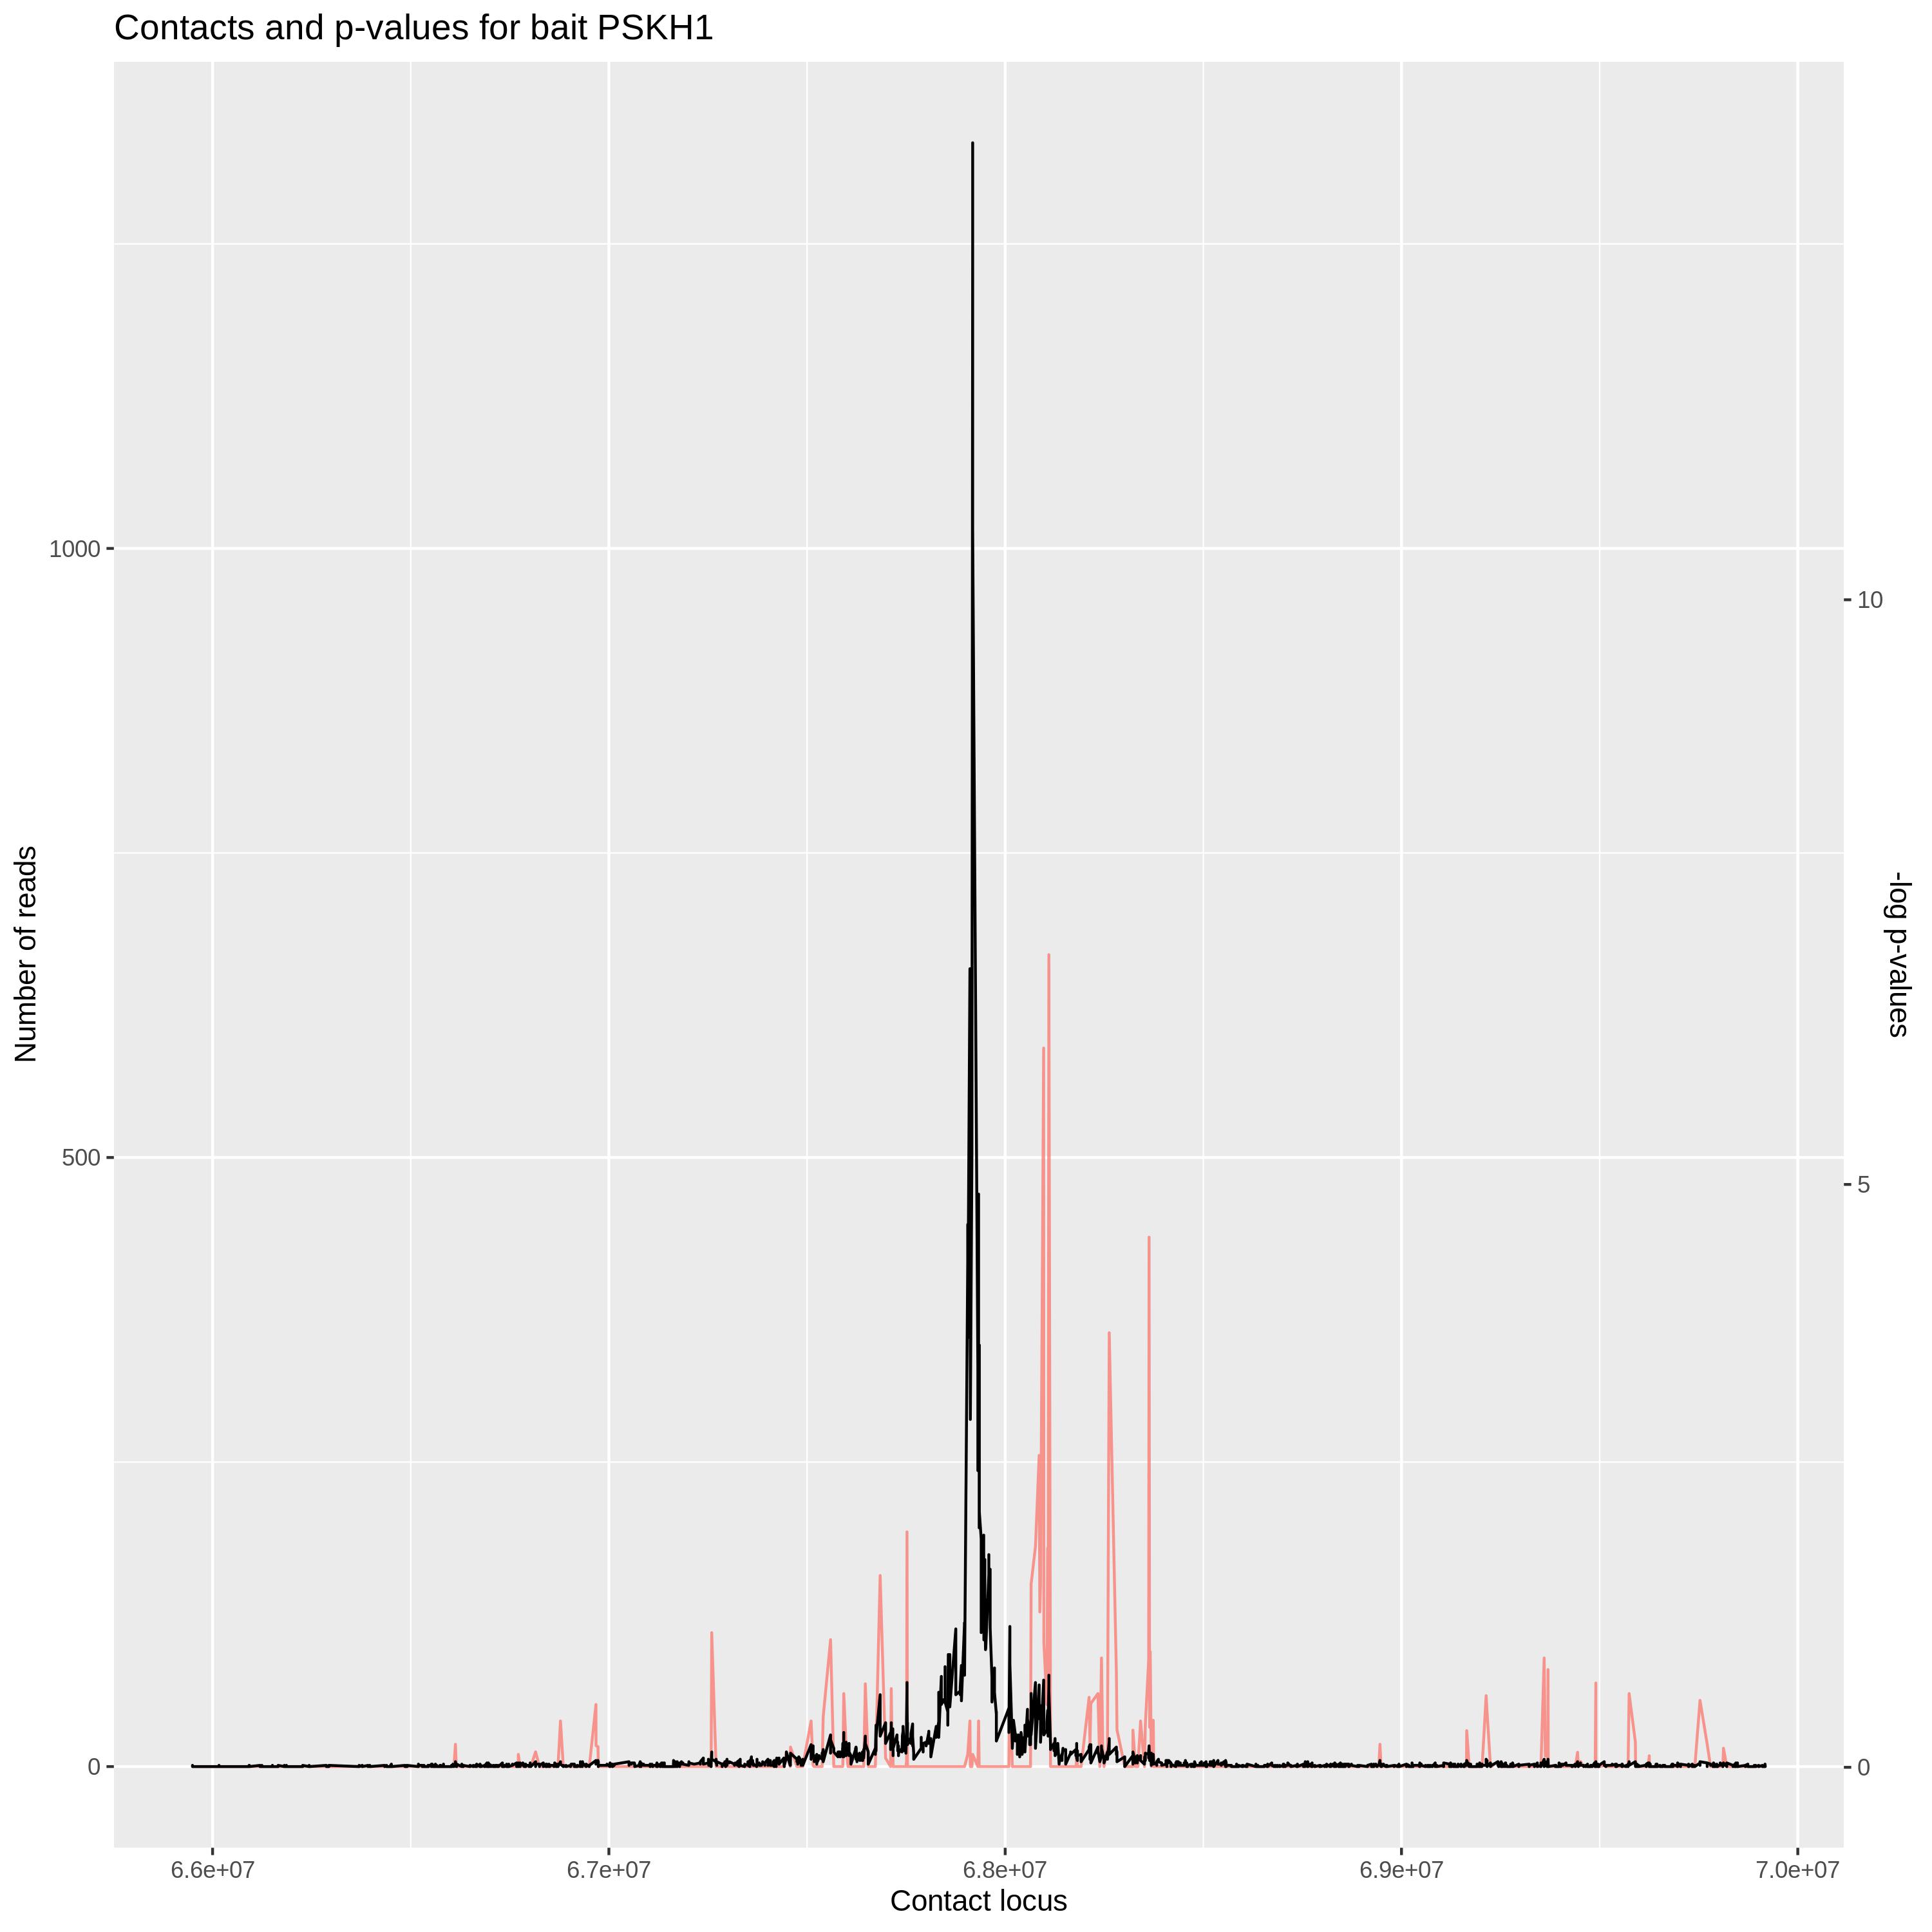 Contacts and p-values for bait PSKH1
Number of reads
1000
500
0
10
5
0
-log p-values
6.6e+07
6.7e+07
6.8e+07
6.9e+07
7.0e+07
Contact locus